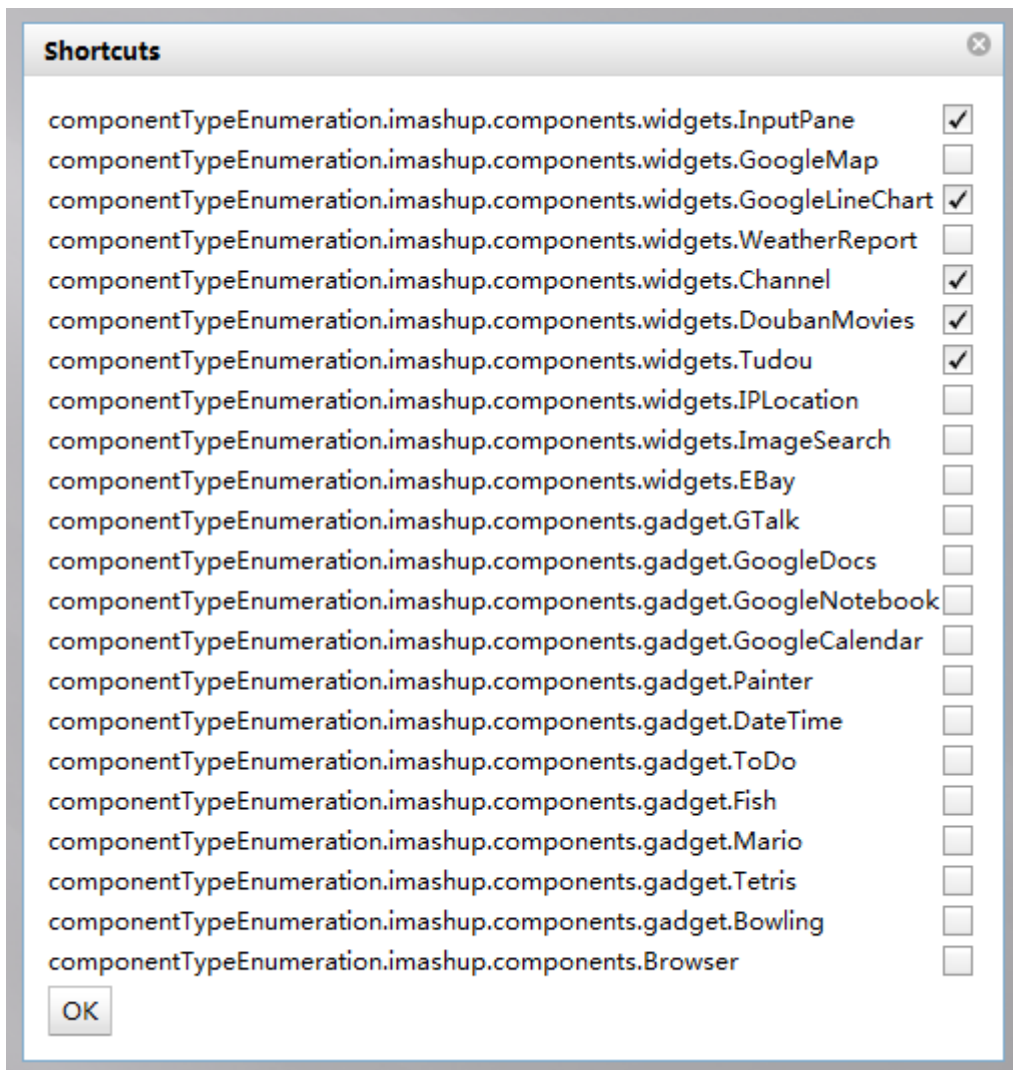 Shortcuts
componentTypeEnumeration.imashup.components.widgets.InputPane
componentTypeEnumeration.imashup.components.widgets.GoogleMap
componentTypeEnumeration.imashup.components.widgets.GoogleLineChart
componentTypeEnumeration.imashup.components.widgets.WeatherReport
componentTypeEnumeration.imashup.components.widgets.Channel
componentTypeEnumeration.imashup.components.widgets.DoubanMovies
componentTypeEnumeration.imashup.components.widgets.Tudou
componentTypeEnumeration.imashup.components.widgets.IPLocation
componentTypeEnumeration.imashup.components.widgets.ImageSearch
componentTypeEnumeration.imashup.components.widgets.EBay
componentTypeEnumeration.imashup.components.gadget.GTalk
componentTypeEnumeration.imashup.components.gadget.GoogleDocs
componentTypeEnumeration.imashup.components.gadget.GoogleNotebook
componentTypeEnumeration.imashup.components.gadget.GoogleCalendar
componentTypeEnumeration.imashup.components.gadget.Painter
componentTypeEnumeration.imashup.components.gadget.DateTime
componentTypeEnumeration.imashup.components.gadget.ToDo
componentTypeEnumeration.imashup.components.gadget.Fish
componentTypeEnumeration.imashup.components.gadget.Mario
componentTypeEnumeration.imashup.components.gadget.Tetris
componentTypeEnumeration.imashup.components.gadget.Bowling
componentTypeEnumeration.imashup.components.Browser
OK